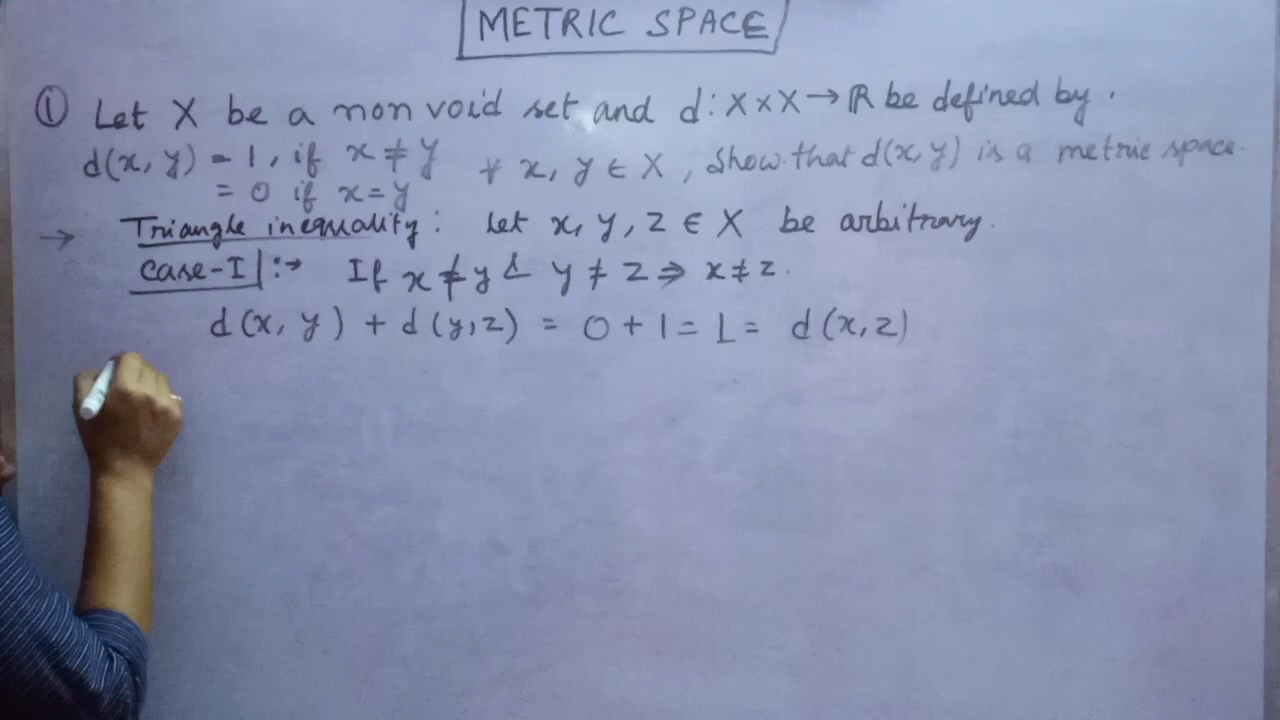 METRIC SPACE
① Let X be a non void set and d : X × X → ℝ be defined by .
d(x, y) = 1, if x ≠ y ∀ x, y ∈ X, Show that d(x, y) is a metric space.
= 0 if x = y
→ Triangle inequality : Let x, y, z ∈ X be arbitrary.
Case-I :→ If x ≠ y & y ≠ z ⇒ x ≠ z.
d(x, y) + d(y, z) = 0 + 1 = 1 = d(x, z)